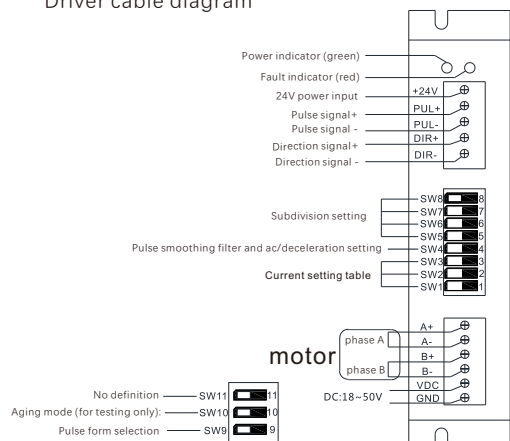 Driver cable diagram
Power indicator (green)
Fault indicator (red)
24V power input
+24V
Pulse signal+
PUL+
Pulse signal -
PUL-
Direction signal+
DIR+
Direction signal -
DIR-
Subdivision setting
SW8 8
SW7 7
SW6 6
SW5 5
Pulse smoothing filter and ac/deceleration setting
SW4 4
Current setting table
SW3 3
SW2 2
SW1 1
motor
phase A
phase B
A+
A-
B+
B-
DC:18~50V
VDC
GND
No definition SW11 11
Aging mode (for testing only): SW10 10
Pulse form selection SW9 9